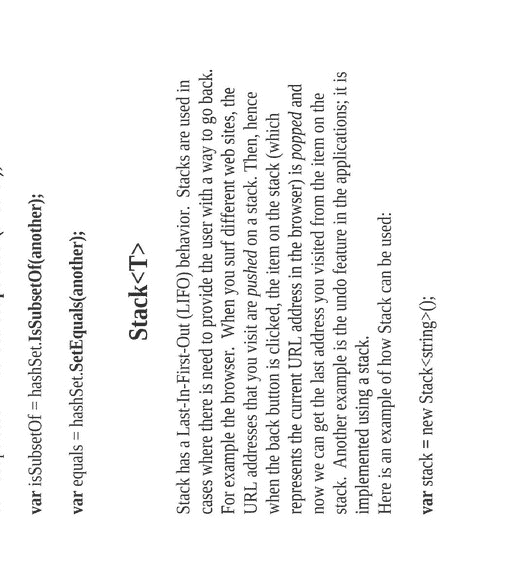 var isSubsetOf = hashSet.IsSubsetOf(another);
var equals = hashSet.SetEquals(another);
Stack<T>
Stack has a Last-In-First-Out (LIFO) behavior. Stacks are used in
cases where there is need to provide the user with a way to go back.
For example the browser. When you surf different web sites, the
URL addresses that you visit are pushed on a stack. Then, hence
when the back button is clicked, the item on the stack (which
represents the current URL address in the browser) is popped and
now we can get the last address you visited from the item on the
stack. Another example is the undo feature in the applications; it is
implemented using a stack.
Here is an example of how Stack can be used:
var stack = new Stack<string>();